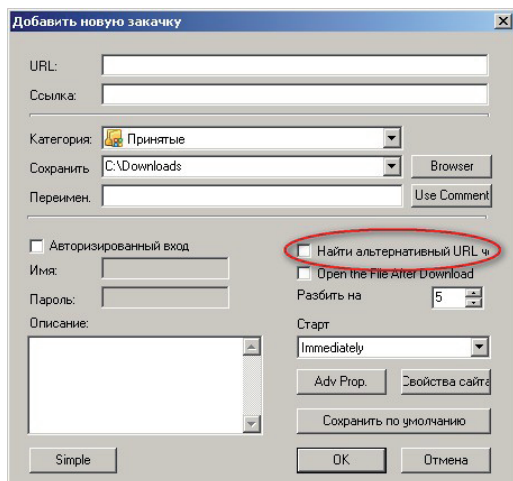 Добавить новую закачку
URL:
Ссылка:
Категория: Принятые
Сохранить C:\Downloads Browser
Переимен. Use Comment
Авторизированный вход
Найти альтернативный URL че
Имя:
Open the File After Download
Пароль:
Разбить на 5
Описание:
Старт
Immediately
Adv Prop. Свойства сайта
Сохранить по умолчанию
Simple OK Отмена